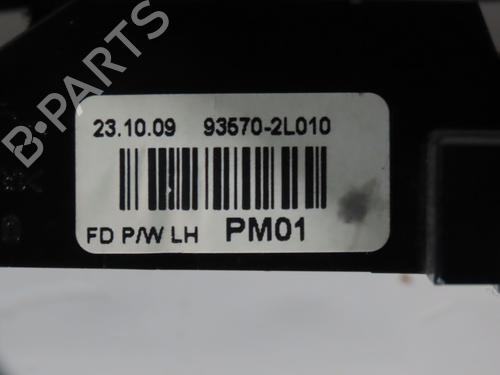 B-PARTS
23.10.09 93570-2L010
FD P/W LH PM01